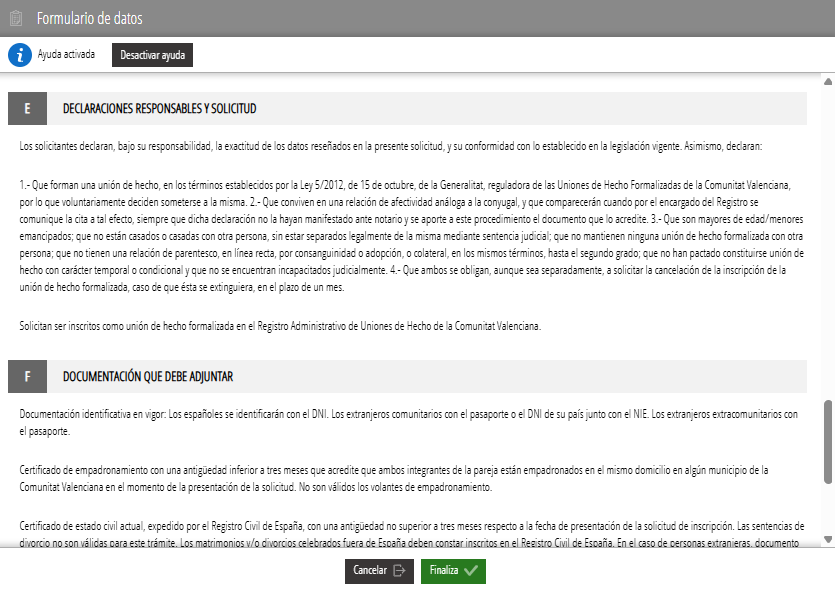 Formulario de datos
Ayuda activada
Desactivar ayuda
E DECLARACIONES RESPONSABLES Y SOLICITUD
Los solicitantes declaran, bajo su responsabilidad, la exactitud de los datos reseñados en la presente solicitud, y su conformidad con lo establecido en la legislación vigente. Asimismo, declaran:
1.- Que forman una unión de hecho, en los términos establecidos por la Ley 5/2012, de 15 de octubre, de la Generalitat, reguladora de las Uniones de Hecho Formalizadas de la Comunitat Valenciana,
por lo que voluntariamente deciden someterse a la misma. 2.- Que conviven en una relación de afectividad análoga a la conyugal, y que comparecerán cuando por el encargado del Registro se
comunique la cita a tal efecto, siempre que dicha declaración no la hayan manifestado ante notario y se aporte a este procedimiento el documento que lo acredite. 3.- Que son mayores de edad/menores
emancipados; que no están casados o casadas con otra persona, sin estar separados legalmente de la misma mediante sentencia judicial; que no mantienen ninguna unión de hecho formalizada con otra
persona; que no tienen una relación de parentesco, en línea recta, por consanguinidad o adopción, o colateral, en los mismos términos, hasta el segundo grado; que no han pactado constituirse unión de
hecho con carácter temporal o condicional y que no se encuentran incapacitados judicialmente. 4.- Que ambos se obligan, aunque sea separadamente, a solicitar la cancelación de la inscripción de la
unión de hecho formalizada, caso de que ésta se extinguiera, en el plazo de un mes.
Solicitan ser inscritos como unión de hecho formalizada en el Registro Administrativo de Uniones de Hecho de la Comunitat Valenciana.
F DOCUMENTACIÓN QUE DEBE ADJUNTAR
Documentación identificativa en vigor: Los españoles se identificarán con el DNI. Los extranjeros comunitarios con el pasaporte o el DNI de su país junto con el NIE. Los extranjeros extracomunitarios con
el pasaporte.
Certificado de empadronamiento con una antigüedad inferior a tres meses que acredite que ambos integrantes de la pareja están empadronados en el mismo domicilio en algún municipio de la
Comunitat Valenciana en el momento de la presentación de la solicitud. No son válidos los volantes de empadronamiento.
Certificado de estado civil actual, expedido por el Registro Civil de España, con una antigüedad no superior a tres meses respecto a la fecha de presentación de la solicitud de inscripción. Las sentencias de
divorcio no son válidas para este trámite. Los matrimonios y/o divorcios celebrados fuera de España deben constar inscritos en el Registro Civil de España. En el caso de personas extranjeras, documento
Cancelar
Finaliza